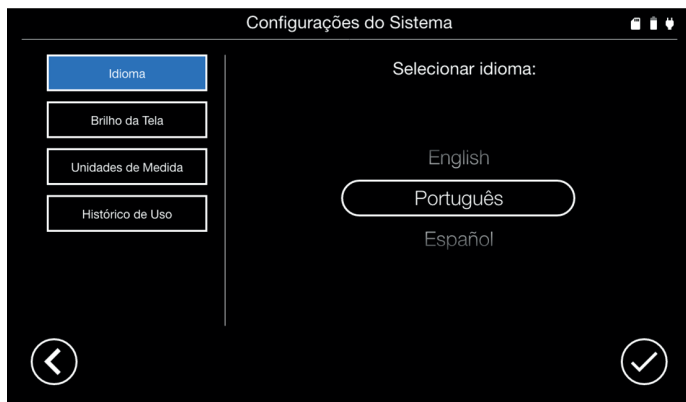 Configurações do Sistema
Idioma
Brilho da Tela
Unidades de Medida
Histórico de Uso
Selecionar idioma:
English
Português
Español